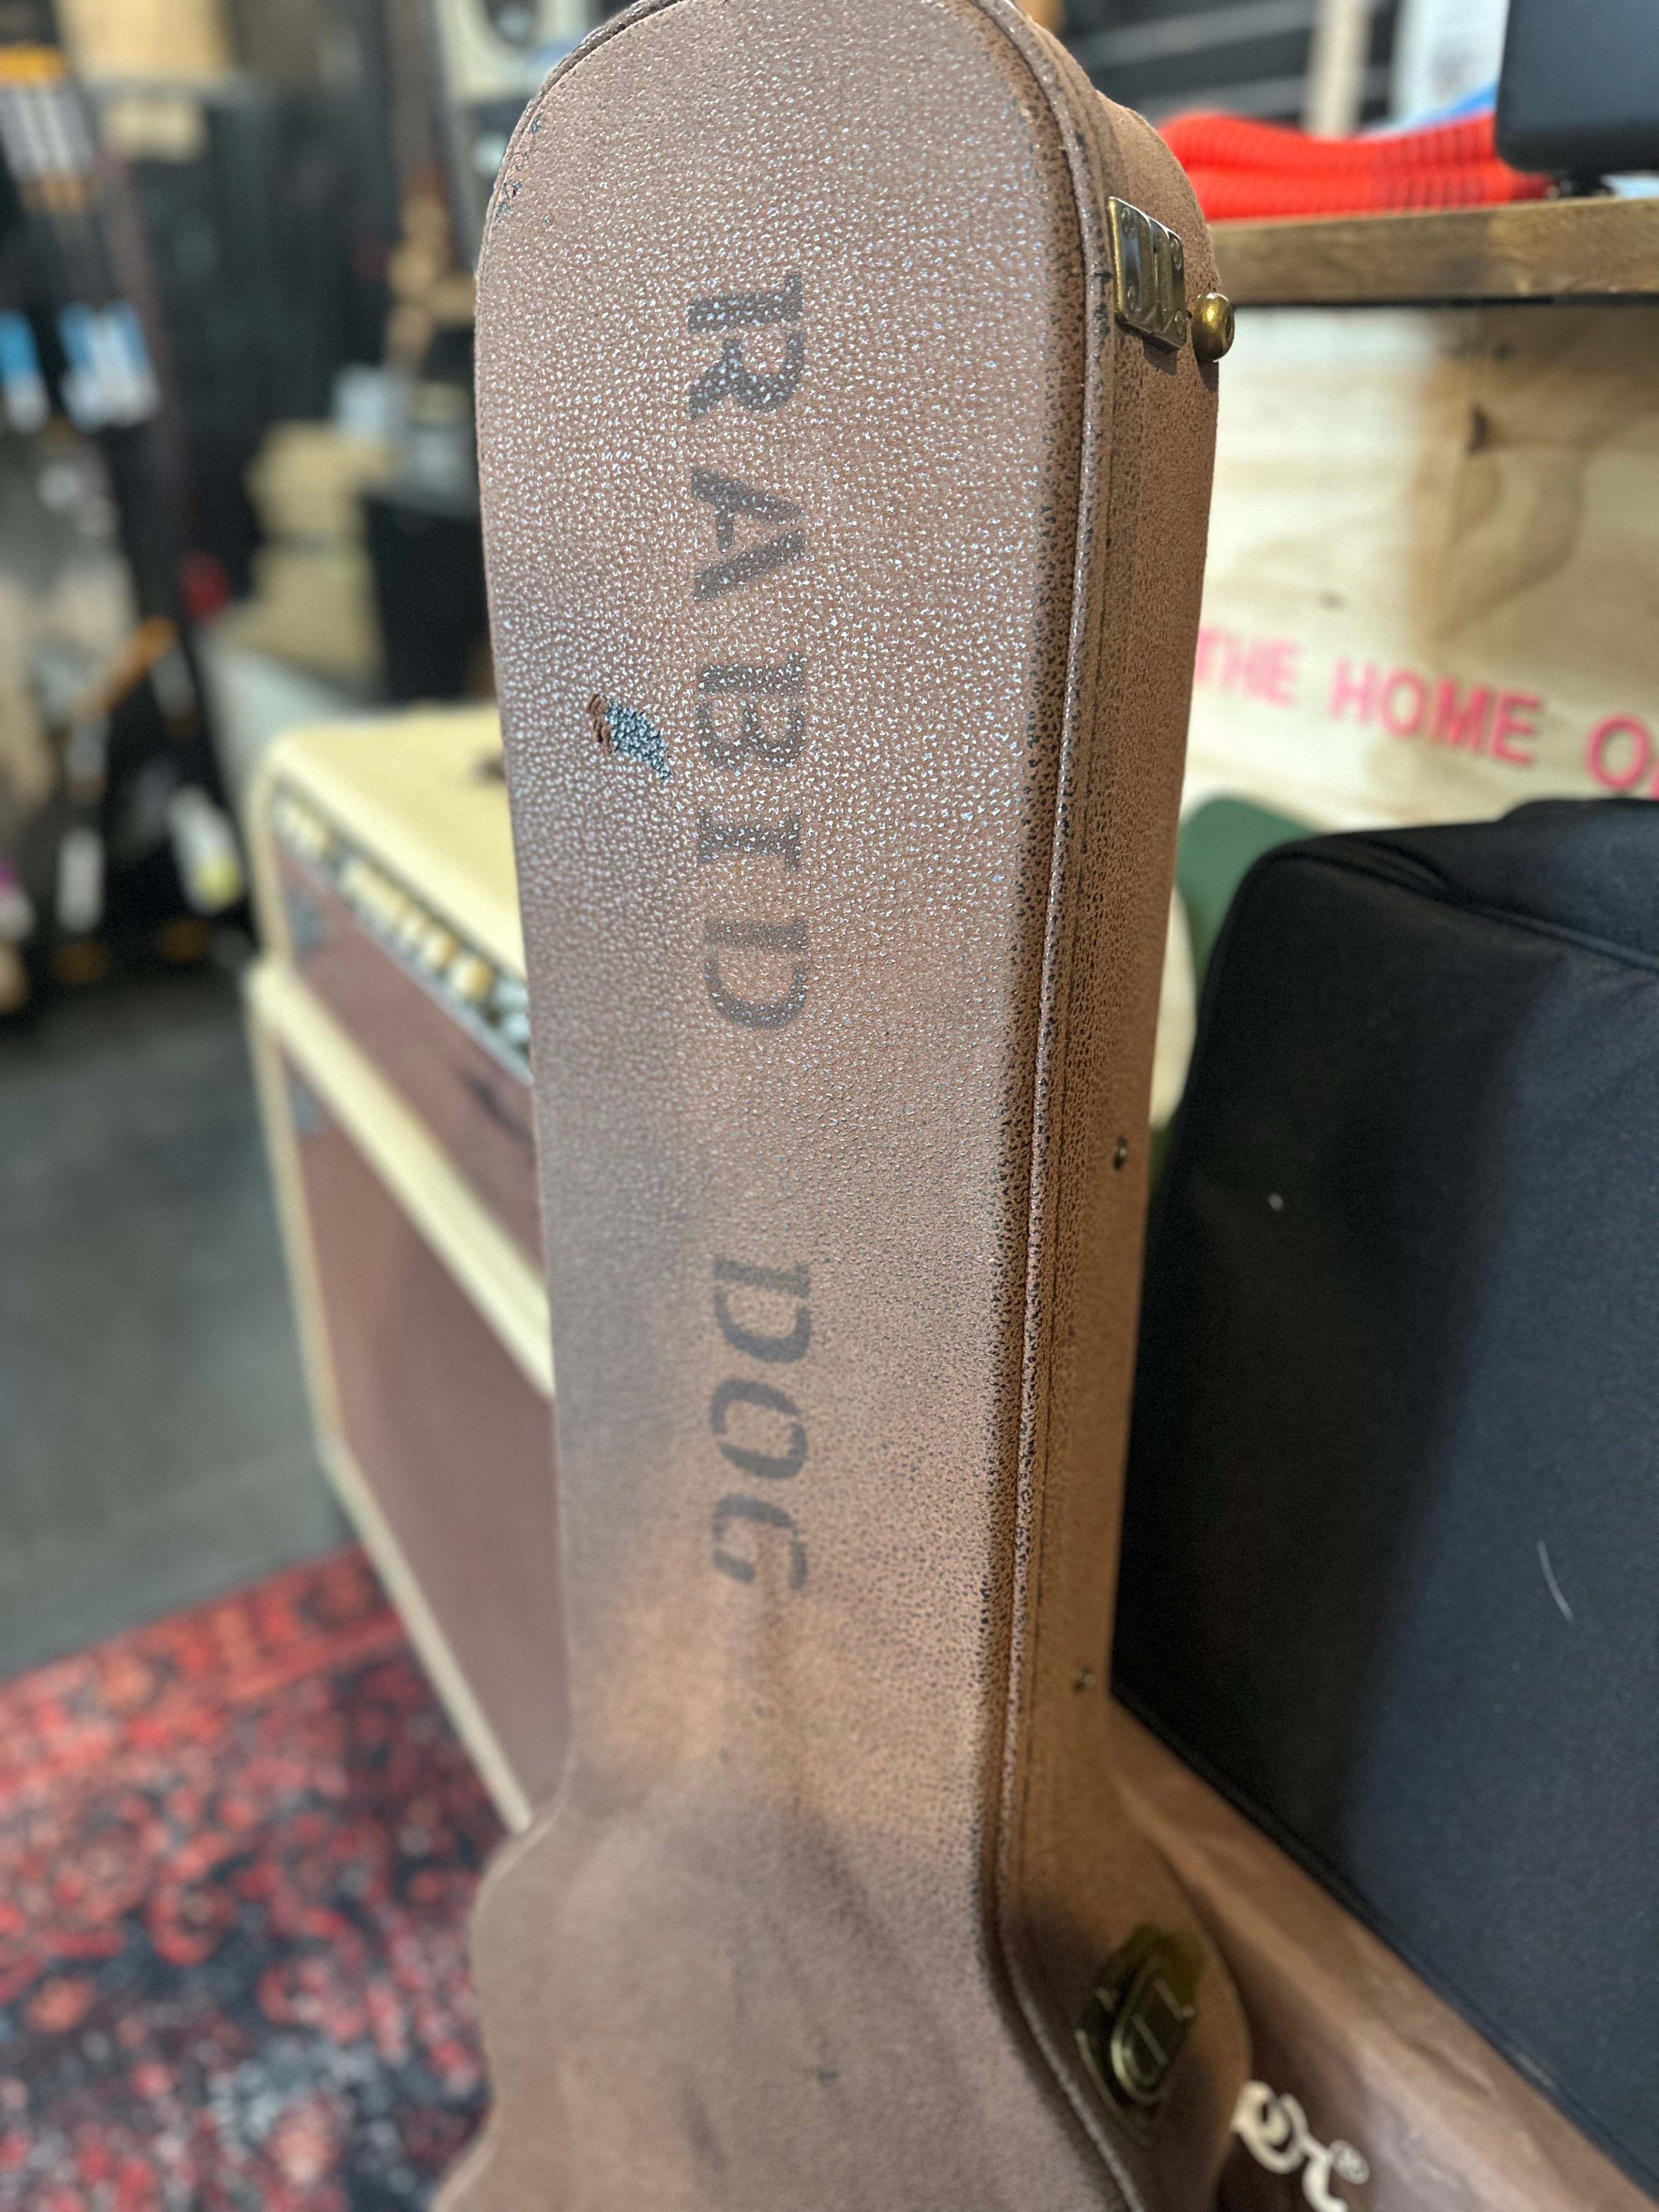 RABID DOG
THE HOME O